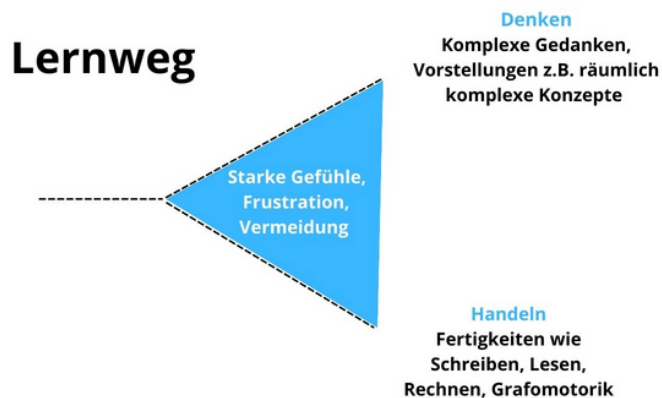 Lernweg
Denken
Komplexe Gedanken,
Vorstellungen z.B. räumlich
komplexe Konzepte
Starke Gefühle,
Frustration,
Vermeidung
Handeln
Fertigkeiten wie
Schreiben, Lesen,
Rechnen, Grafomotorik